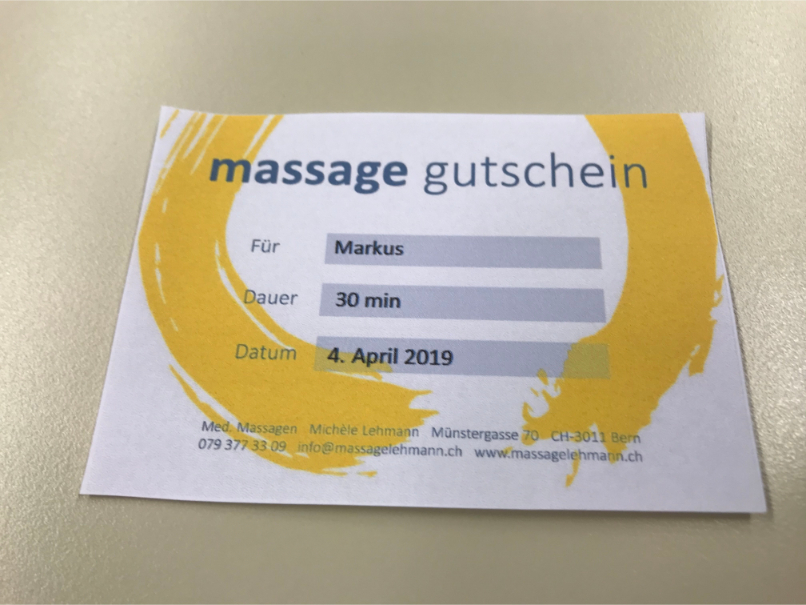 massage gutschein
Für Markus
Dauer 30 min
Datum 4. April 2019
Med. Massagen Michèle Lehmann Münstergasse 70 CH-3011 Bern
079 377 33 09 info@massagelehmann.ch www.massagelehmann.ch